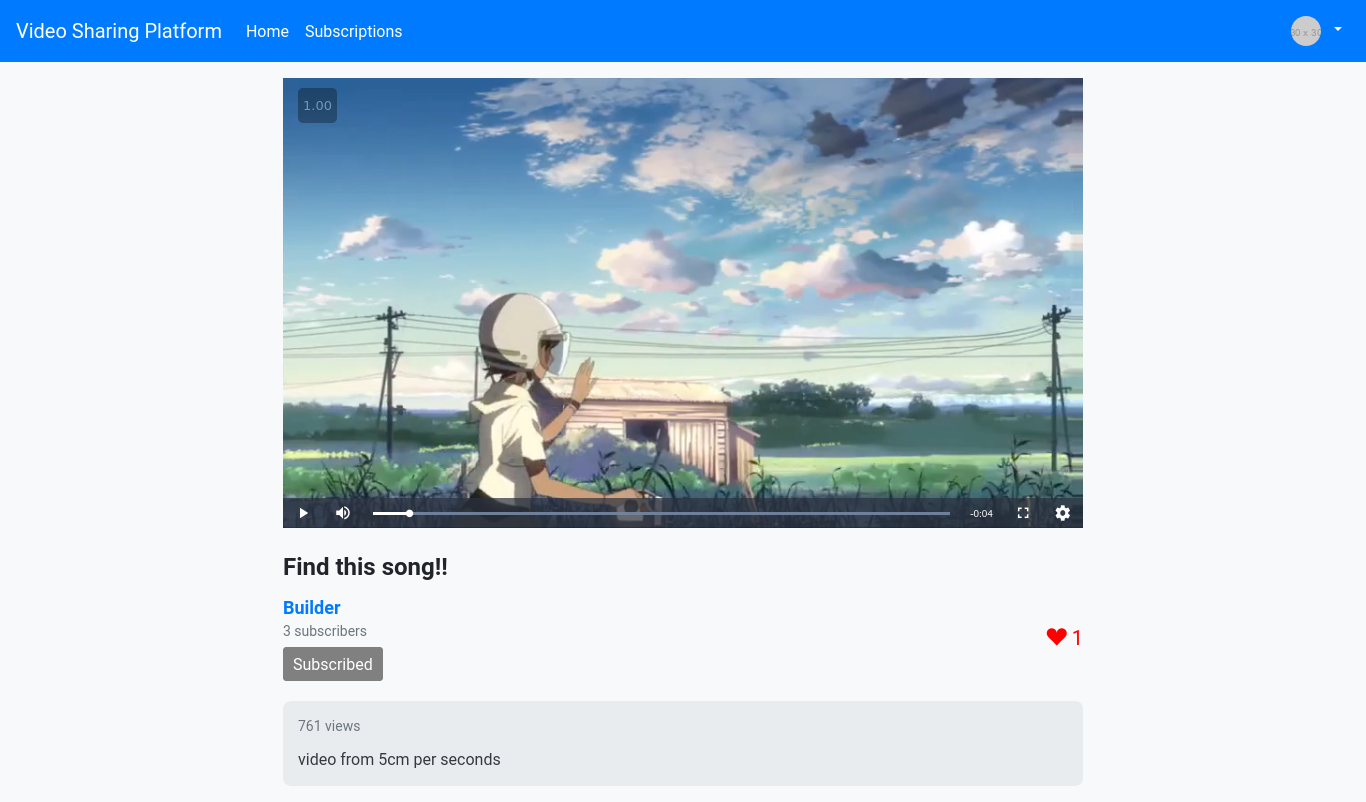 Video Sharing Platform Home Subscriptions
30 x 30
1.00
-0:04
Find this song!!
Builder
3 subscribers
1
Subscribed
761 views
video from 5cm per seconds